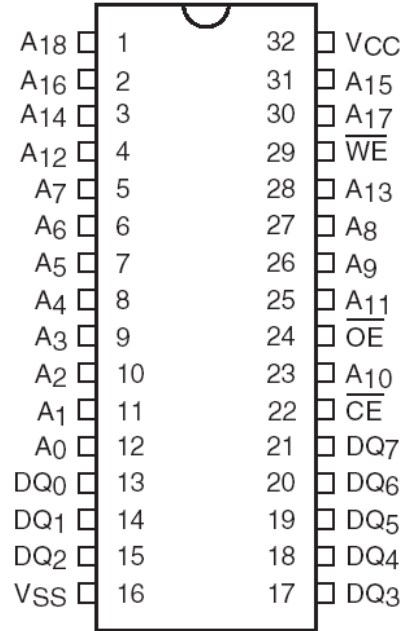 A18 1 32 VCC
A16 2 31 A15
A14 3 30 A17
A12 4 29 W̅E̅
A7 5 28 A13
A6 6 27 A8
A5 7 26 A9
A4 8 25 A11
A3 9 24 O̅E̅
A2 10 23 A10
A1 11 22 C̅E̅
A0 12 21 DQ7
DQ0 13 20 DQ6
DQ1 14 19 DQ5
DQ2 15 18 DQ4
VSS 16 17 DQ3